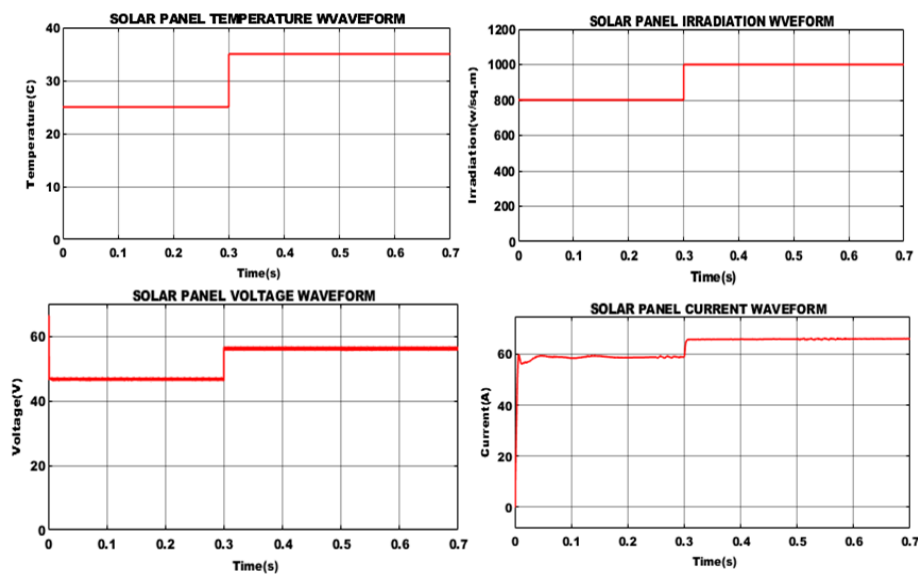 SOLAR PANEL TEMPERATURE WVAVEFORM
40
30
20
10
0
Temperature(C)
0 0.1 0.2 0.3 0.4 0.5 0.6 0.7
Time(s)
SOLAR PANEL IRRADIATION WVEFORM
1200
1000
800
600
400
200
0
Irradiation(w/sq.m)
0 0.1 0.2 0.3 0.4 0.5 0.6 0.7
Time(s)
SOLAR PANEL VOLTAGE WAVEFORM
60
40
20
0
Voltage(V)
0 0.1 0.2 0.3 0.4 0.5 0.6 0.7
Time(s)
SOLAR PANEL CURRENT WAVEFORM
60
40
20
0
Current(A)
0 0.1 0.2 0.3 0.4 0.5 0.6 0.7
Time(s)